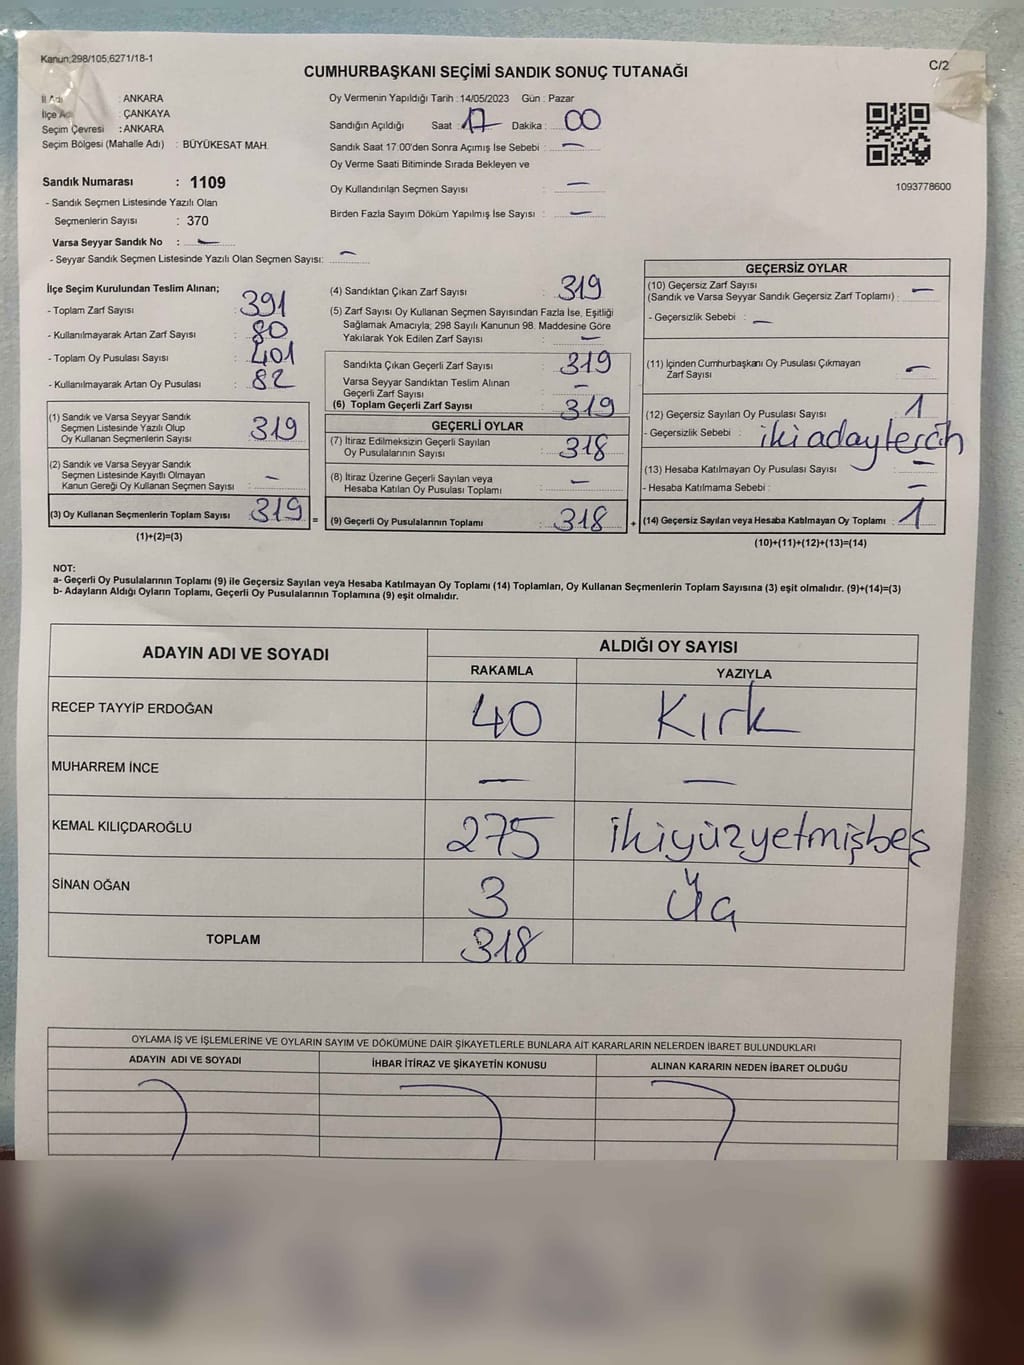 Kanun;298/105,6271/18-1
C/2
CUMHURBAŞKANI SEÇİMİ SANDIK SONUÇ TUTANAĞI
İl Adı : ANKARA
İlçe Adı : ÇANKAYA
Seçim Çevresi : ANKARA
Seçim Bölgesi (Mahalle Adı) : BÜYÜKESAT MAH.
Sandık Numarası : 1109
- Sandık Seçmen Listesinde Yazılı Olan
Seçmenlerin Sayısı : 370
Varsa Seyyar Sandık No : —
- Seyyar Sandık Seçmen Listesinde Yazılı Olan Seçmen Sayısı: —
Oy Vermenin Yapıldığı Tarih : 14/05/2023 Gün : Pazar
Sandığın Açıldığı Saat : 17 Dakika : 00
Sandık Saat 17:00'den Sonra Açımış İse Sebebi : —
Oy Verme Saati Bitiminde Sırada Bekleyen ve
Oy Kullandırılan Seçmen Sayısı : —
Birden Fazla Sayım Döküm Yapılmış İse Sayısı : —
1093778600
İlçe Seçim Kurulundan Teslim Alınan;
- Toplam Zarf Sayısı : 391
- Kullanılmayarak Artan Zarf Sayısı : 80
- Toplam Oy Pusulası Sayısı : 401
- Kullanılmayarak Artan Oy Pusulası : 82
(1) Sandık ve Varsa Seyyar Sandık
Seçmen Listesinde Yazılı Olup
Oy Kullanan Seçmenlerin Sayısı : 319
(2) Sandık ve Varsa Seyyar Sandık
Seçmen Listesinde Kayıtlı Olmayan
Kanun Gereği Oy Kullanan Seçmen Sayısı : —
(3) Oy Kullanan Seçmenlerin Toplam Sayısı : 319 =
(1)+(2)=(3)
(4) Sandıktan Çıkan Zarf Sayısı : 319
(5) Zarf Sayısı Oy Kullanan Seçmen Sayısından Fazla İse, Eşitliği
Sağlamak Amacıyla; 298 Sayılı Kanunun 98. Maddesine Göre
Yakılarak Yok Edilen Zarf Sayısı : —
Sandıkta Çıkan Geçerli Zarf Sayısı : 319
Varsa Seyyar Sandıktan Teslim Alınan
Geçerli Zarf Sayısı : —
(6) Toplam Geçerli Zarf Sayısı : 319
GEÇERLİ OYLAR
(7) İtiraz Edilmeksizin Geçerli Sayılan
Oy Pusulalarının Sayısı : 318
(8) İtiraz Üzerine Geçerli Sayılan veya
Hesaba Katılan Oy Pusulası Toplamı : —
(9) Geçerli Oy Pusulalarının Toplamı : 318 +
GEÇERSİZ OYLAR
(10) Geçersiz Zarf Sayısı
(Sandık ve Varsa Seyyar Sandık Geçersiz Zarf Toplamı) : —
- Geçersizlik Sebebi : —
(11) İçinden Cumhurbaşkanı Oy Pusulası Çıkmayan
Zarf Sayısı : —
(12) Geçersiz Sayılan Oy Pusulası Sayısı : 1
- Geçersizlik Sebebi : iki aday tercih
(13) Hesaba Katılmayan Oy Pusulası Sayısı : —
- Hesaba Katılmama Sebebi : —
(14) Geçersiz Sayılan veya Hesaba Katılmayan Oy Toplamı : 1
(10)+(11)+(12)+(13)=(14)
NOT:
a- Geçerli Oy Pusulalarının Toplamı (9) ile Geçersiz Sayılan veya Hesaba Katılmayan Oy Toplamı (14) Toplamları, Oy Kullanan Seçmenlerin Toplam Sayısına (3) eşit olmalıdır. (9)+(14)=(3)
b- Adayların Aldığı Oyların Toplamı, Geçerli Oy Pusulalarının Toplamına (9) eşit olmalıdır.
ADAYIN ADI VE SOYADI ALDIĞI OY SAYISI
RAKAMLA YAZIYLA
RECEP TAYYİP ERDOĞAN 40 Kırk
MUHARREM İNCE — —
KEMAL KILIÇDAROĞLU 275 ikiyüzyetmişbeş
SİNAN OĞAN 3 Üç
TOPLAM 318
OYLAMA İŞ VE İŞLEMLERİNE VE OYLARIN SAYIM VE DÖKÜMÜNE DAİR ŞİKAYETLERLE BUNLARA AİT KARARLARIN NELERDEN İBARET BULUNDUKLARI
ADAYIN ADI VE SOYADI İHBAR İTİRAZ VE ŞİKAYETİN KONUSU ALINAN KARARIN NEDEN İBARET OLDUĞU